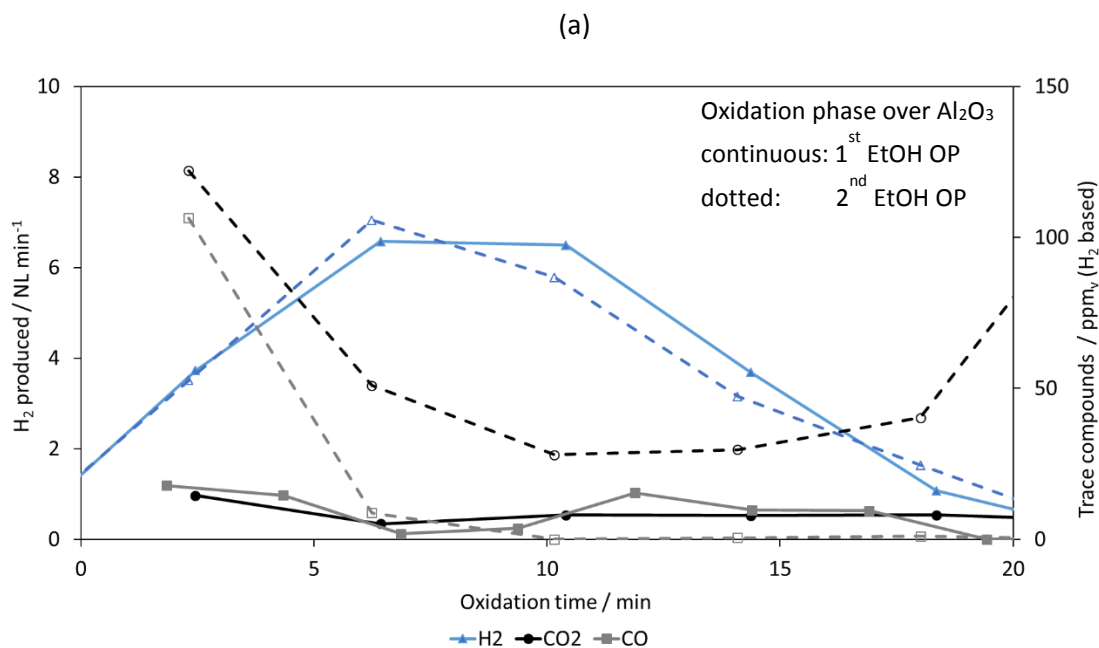 (a)
10
8
6
4
2
0
H₂ produced / NL min⁻¹
150
100
50
0
Trace compounds / ppmᵥ (H₂ based)
Oxidation phase over Al₂O₃
continuous: 1st EtOH OP
dotted: 2nd EtOH OP
0 5 10 15 20
Oxidation time / min
H2 CO2 CO